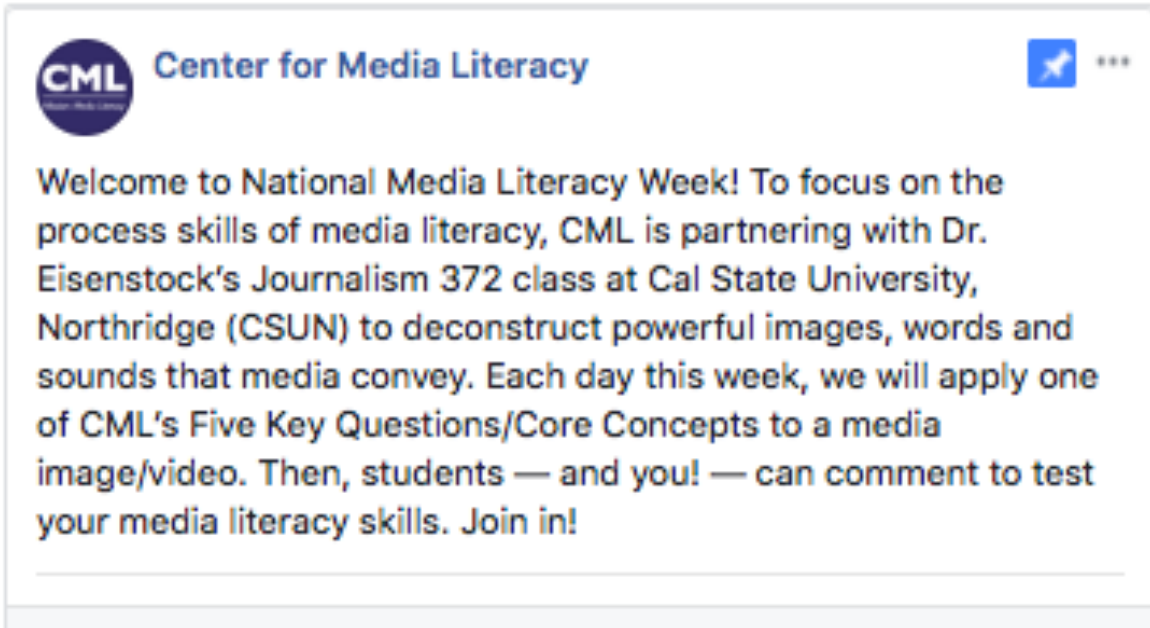 CML
Center for Media Literacy
Welcome to National Media Literacy Week! To focus on the
process skills of media literacy, CML is partnering with Dr.
Eisenstock’s Journalism 372 class at Cal State University,
Northridge (CSUN) to deconstruct powerful images, words and
sounds that media convey. Each day this week, we will apply one
of CML’s Five Key Questions/Core Concepts to a media
image/video. Then, students — and you! — can comment to test
your media literacy skills. Join in!